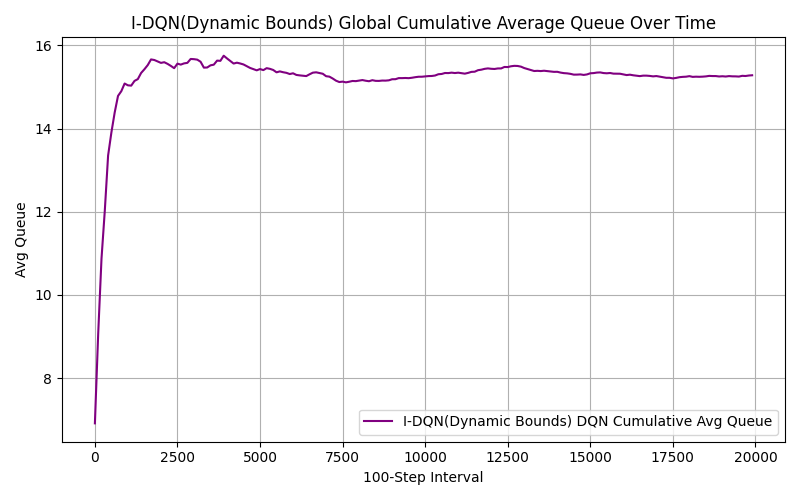 I-DQN(Dynamic Bounds) Global Cumulative Average Queue Over Time
Avg Queue
16
14
12
10
8
0 2500 5000 7500 10000 12500 15000 17500 20000
100-Step Interval
I-DQN(Dynamic Bounds) DQN Cumulative Avg Queue